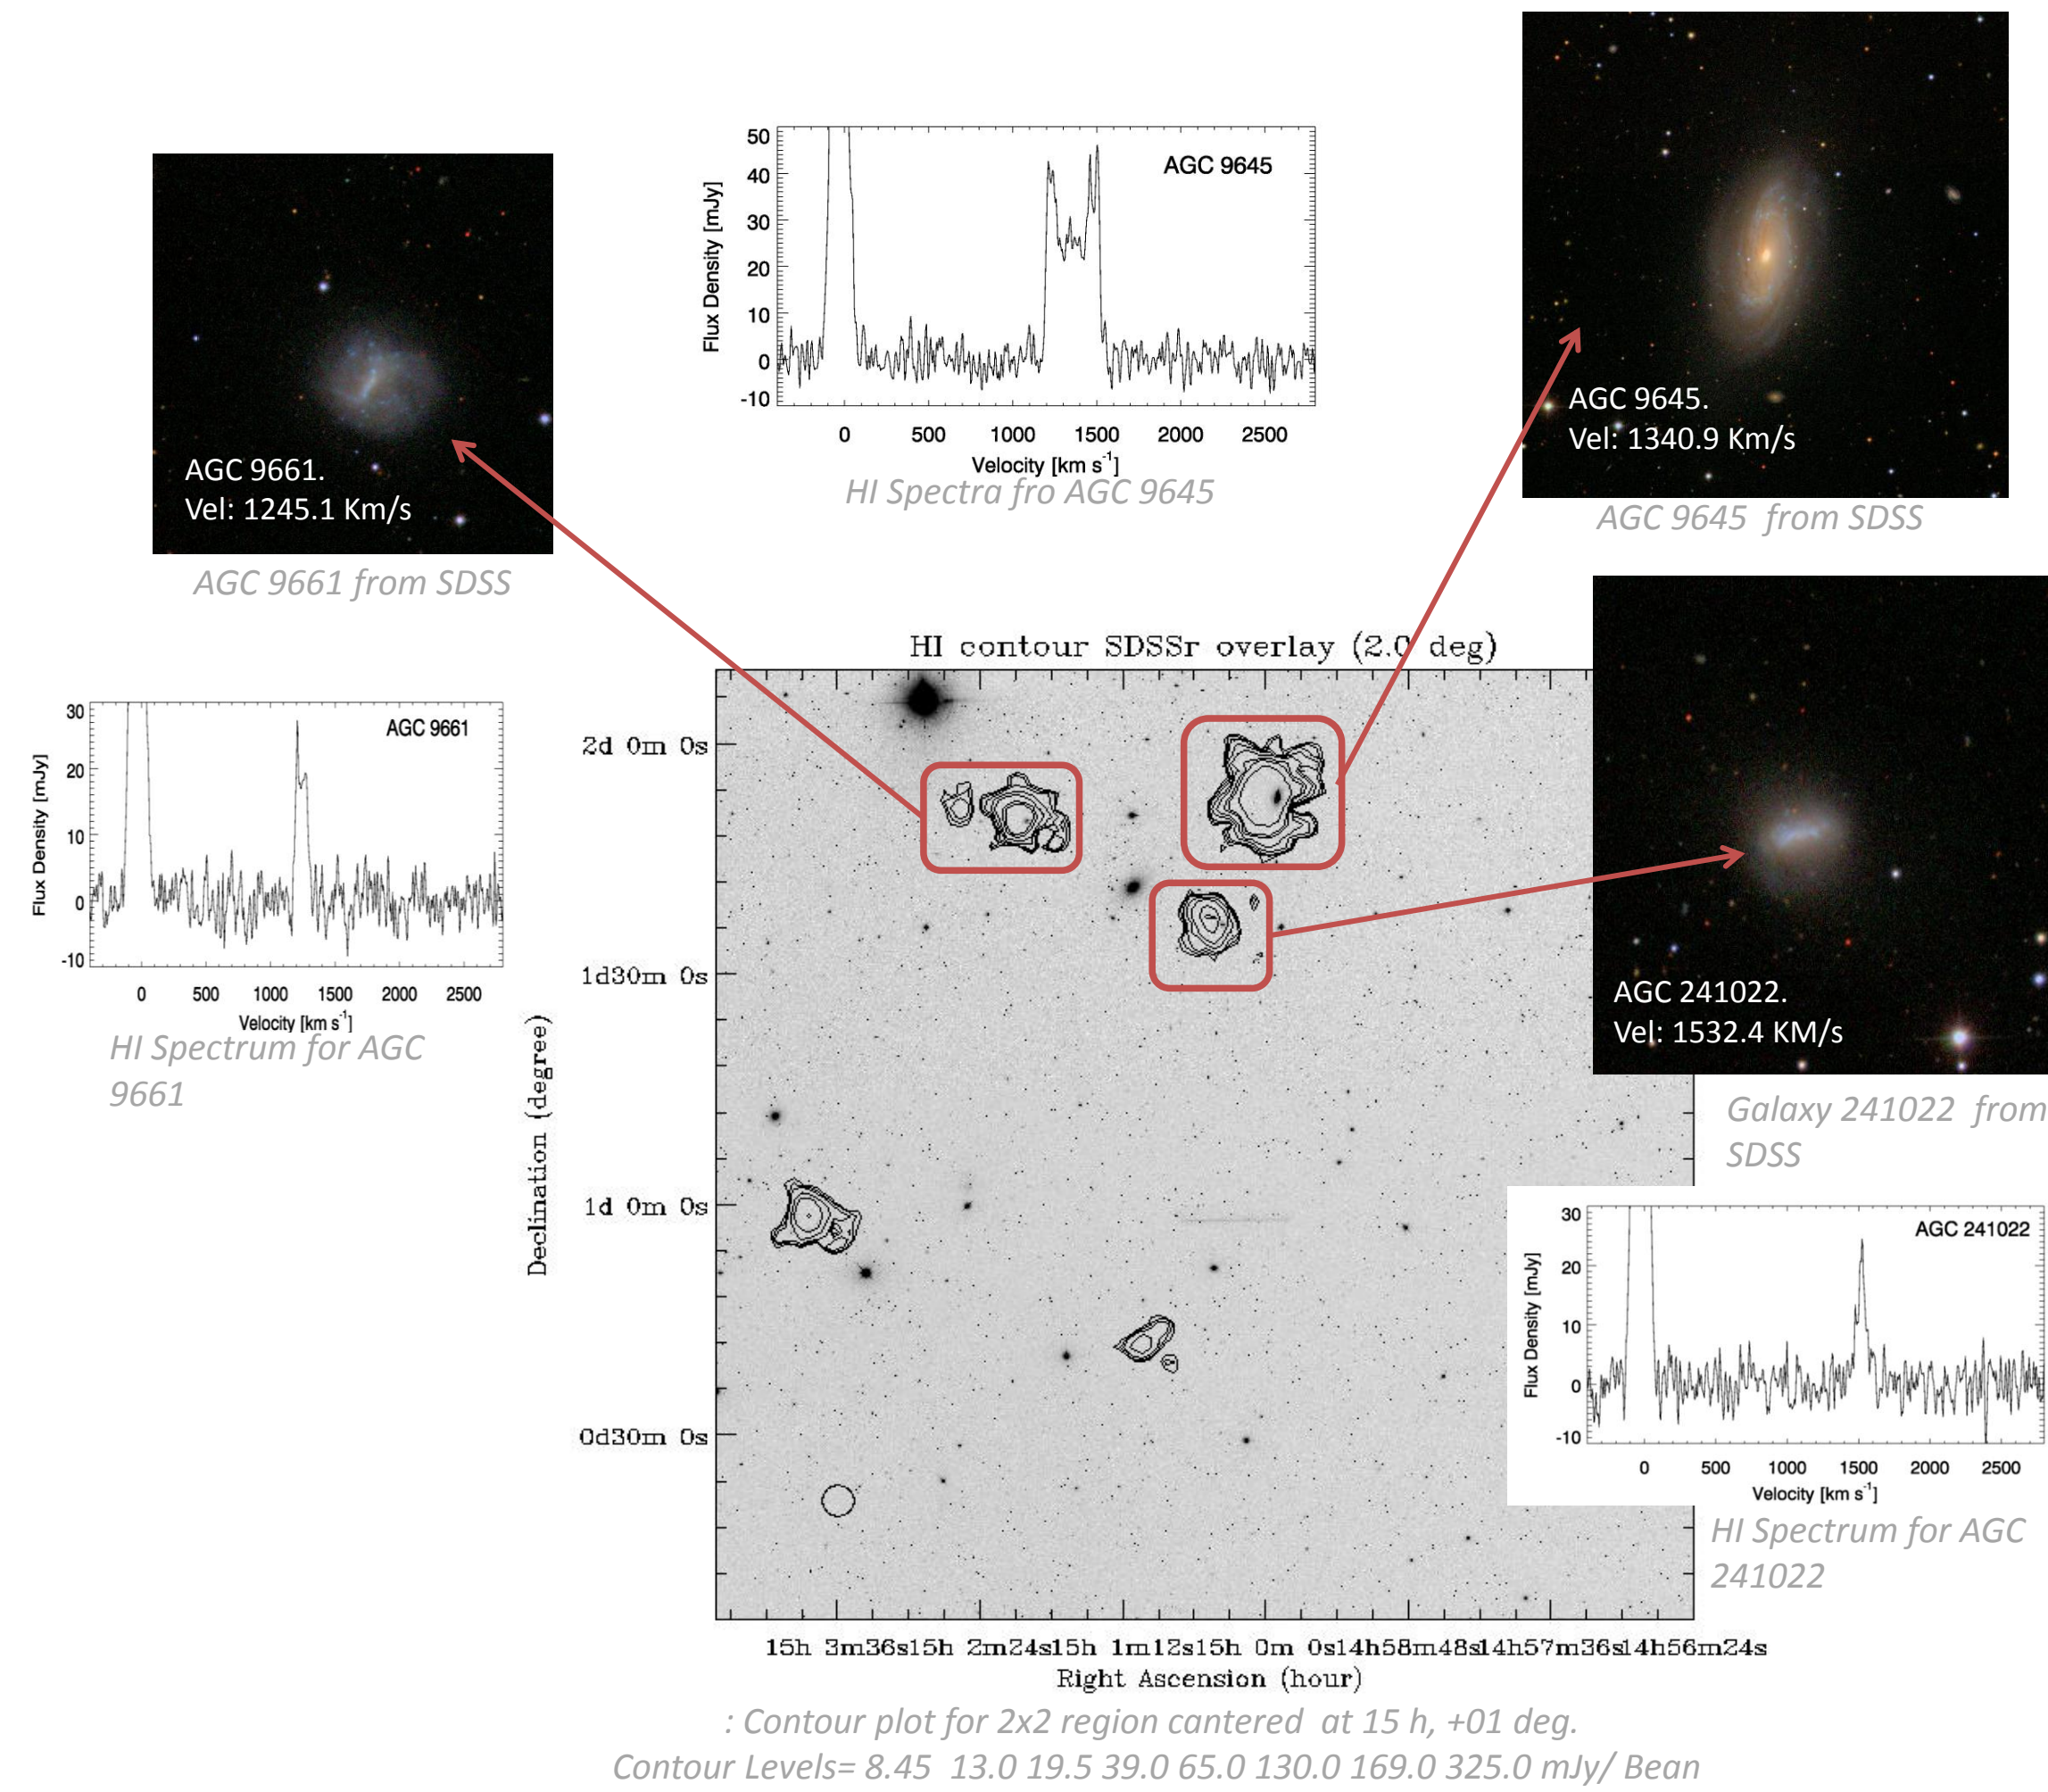 50
40
30
20
10
0
-10
Flux Density [mJy]
AGC 9645
0 500 1000 1500 2000 2500
Velocity [km s-1]
HI Spectra fro AGC 9645
AGC 9661.
Vel: 1245.1 Km/s
AGC 9661 from SDSS
AGC 9645.
Vel: 1340.9 Km/s
AGC 9645 from SDSS
30
20
10
0
-10
Flux Density [mJy]
AGC 9661
0 500 1000 1500 2000 2500
Velocity [km s-1]
HI Spectrum for AGC
9661
HI contour SDSSr overlay (2.0 deg)
2d 0m 0s
1d30m 0s
1d 0m 0s
0d30m 0s
Declination (degree)
15h 3m36s15h 2m24s15h 1m12s15h 0m 0s14h58m48s14h57m36s14h56m24s
Right Ascension (hour)
AGC 241022.
Vel: 1532.4 KM/s
Galaxy 241022 from
SDSS
30
20
10
0
-10
Flux Density [mJy]
AGC 241022
0 500 1000 1500 2000 2500
Velocity [km s-1]
HI Spectrum for AGC
241022
: Contour plot for 2x2 region cantered at 15 h, +01 deg.
Contour Levels= 8.45 13.0 19.5 39.0 65.0 130.0 169.0 325.0 mJy/ Bean